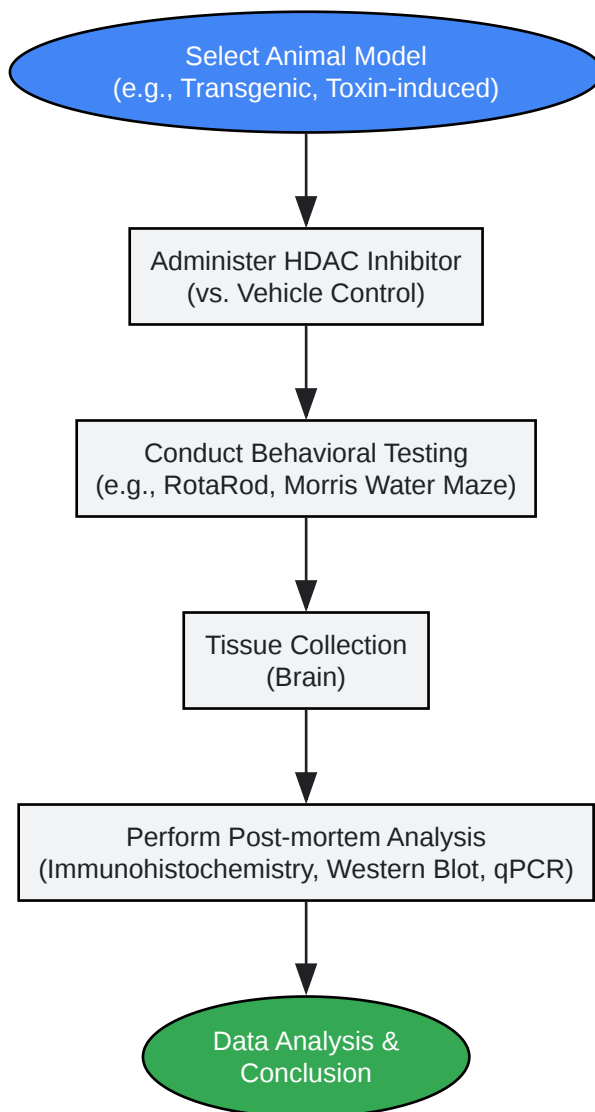 Select Animal Model
(e.g., Transgenic, Toxin-induced)
Administer HDAC Inhibitor
(vs. Vehicle Control)
Conduct Behavioral Testing
(e.g., RotaRod, Morris Water Maze)
Tissue Collection
(Brain)
Perform Post-mortem Analysis
(Immunohistochemistry, Western Blot, qPCR)
Data Analysis &
Conclusion